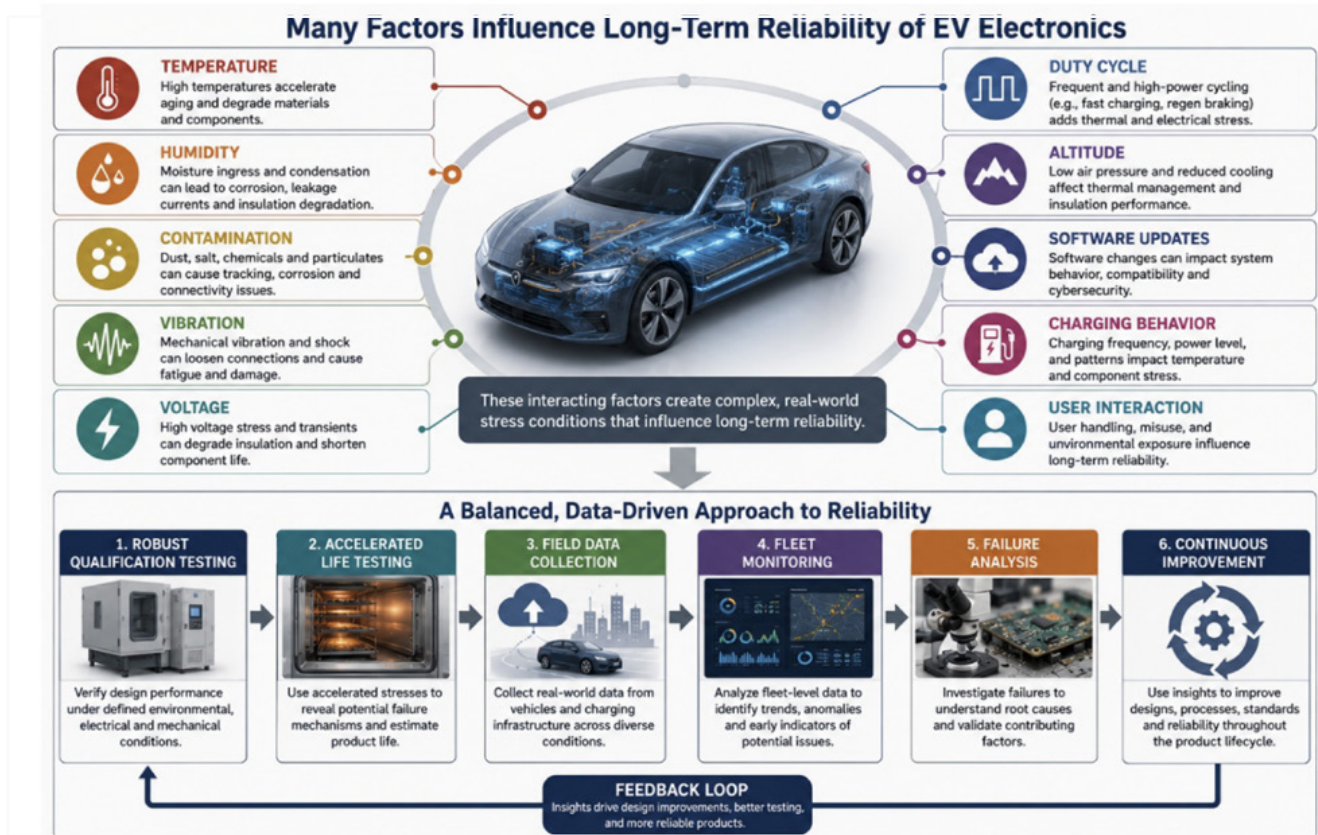 Many Factors Influence Long-Term Reliability of EV Electronics
TEMPERATURE
High temperatures accelerate
aging and degrade materials
and components.
HUMIDITY
Moisture ingress and condensation
can lead to corrosion, leakage
currents and insulation degradation.
CONTAMINATION
Dust, salt, chemicals and particulates
can cause tracking, corrosion and
connectivity issues.
VIBRATION
Mechanical vibration and shock
can loosen connections and cause
fatigue and damage.
VOLTAGE
High voltage stress and transients
can degrade insulation and shorten
component life.
DUTY CYCLE
Frequent and high-power cycling
(e.g., fast charging, regen braking)
adds thermal and electrical stress.
ALTITUDE
Low air pressure and reduced cooling
affect thermal management and
insulation performance.
SOFTWARE UPDATES
Software changes can impact system
behavior, compatibility and
cybersecurity.
CHARGING BEHAVIOR
Charging frequency, power level,
and patterns impact temperature
and component stress.
USER INTERACTION
User handling, misuse, and
unvironmental exposure influence
long-term reliability.
These interacting factors create complex, real-world
stress conditions that influence long-term reliability.
A Balanced, Data-Driven Approach to Reliability
1. ROBUST
QUALIFICATION TESTING
Verify design performance
under defined environmental,
electrical and mechanical
conditions.
2. ACCELERATED
LIFE TESTING
Use accelerated stresses to
reveal potential failure
mechanisms and estimate
product life.
3. FIELD DATA
COLLECTION
Collect real-world data from
vehicles and charging
infrastructure across diverse
conditions.
4. FLEET
MONITORING
Analyze fleet-level data to
identify trends, anomalies
and early indicators of
potential issues.
5. FAILURE
ANALYSIS
Investigate failures to
understand root causes
and validate contributing
factors.
6. CONTINUOUS
IMPROVEMENT
Use insights to improve
designs, processes, standards
and reliability throughout
the product lifecycle.
FEEDBACK LOOP
Insights drive design improvements, better testing,
and more reliable products.